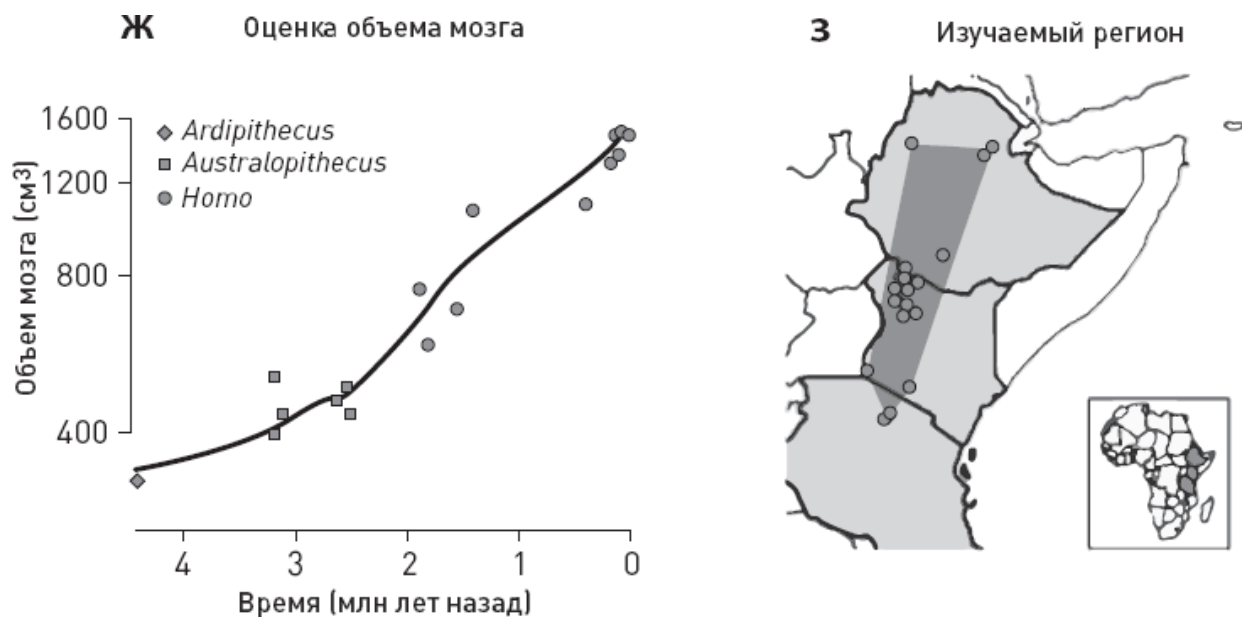 Ж Оценка объема мозга
1600
1200
800
400
Объем мозга (см³)
Ardipithecus
Australopithecus
Homo
4 3 2 1 0
Время (млн лет назад)
З Изучаемый регион